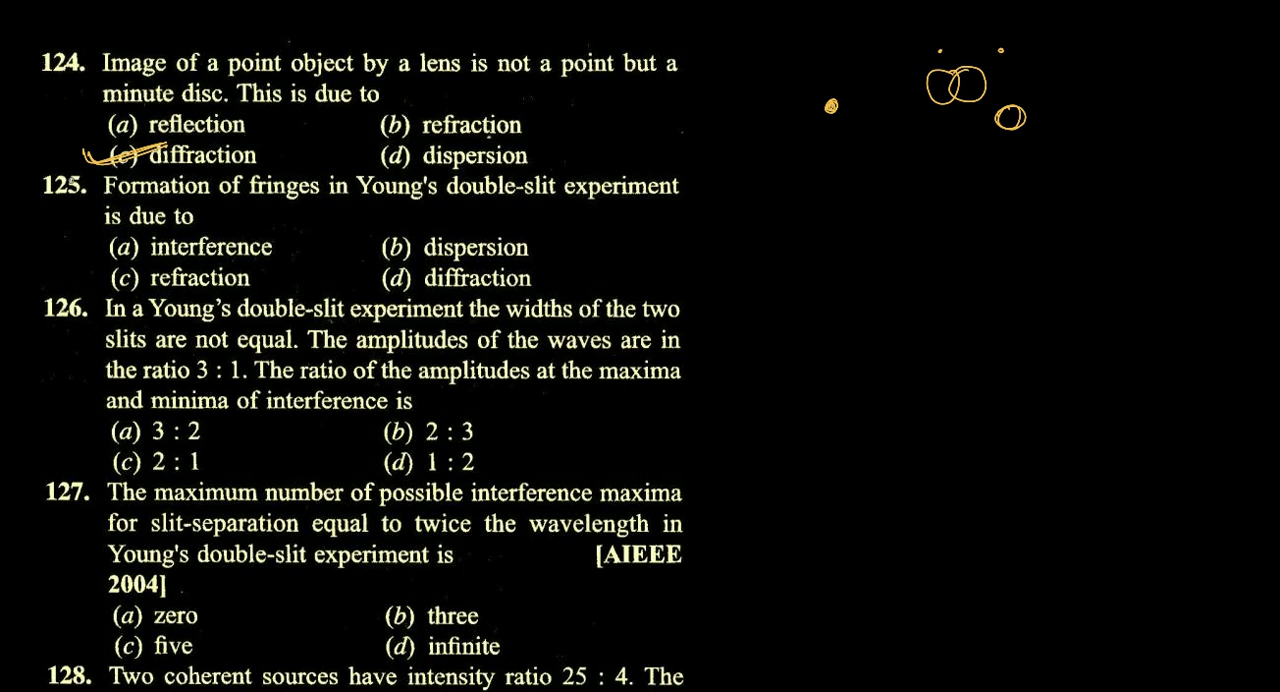 124. Image of a point object by a lens is not a point but a
minute disc. This is due to
(a) reflection (b) refraction
(c) diffraction (d) dispersion
125. Formation of fringes in Young's double-slit experiment
is due to
(a) interference (b) dispersion
(c) refraction (d) diffraction
126. In a Young’s double-slit experiment the widths of the two
slits are not equal. The amplitudes of the waves are in
the ratio 3 : 1. The ratio of the amplitudes at the maxima
and minima of interference is
(a) 3 : 2 (b) 2 : 3
(c) 2 : 1 (d) 1 : 2
127. The maximum number of possible interference maxima
for slit-separation equal to twice the wavelength in
Young's double-slit experiment is [AIEEE
2004]
(a) zero (b) three
(c) five (d) infinite
128. Two coherent sources have intensity ratio 25 : 4. The